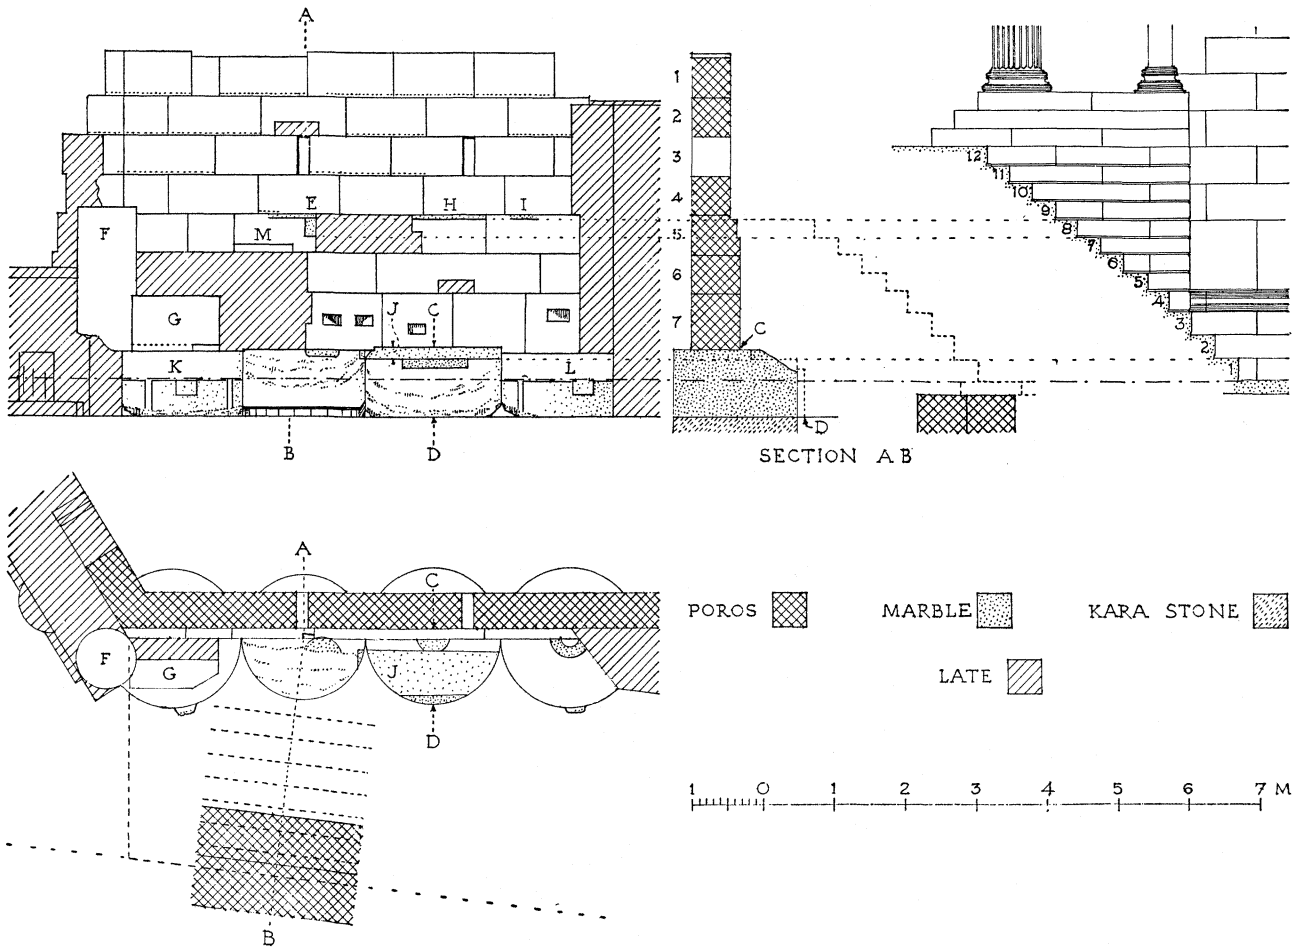 A
E H I
F M
G J C
K L
B D
1
2
3
4
5
6
7
C
D
12
11
10
9
8
7
6
5
4
3
2
1
SECTION AB
A
C
F G J
D
B
POROS MARBLE KARA STONE
LATE
1 0 1 2 3 4 5 6 7 M